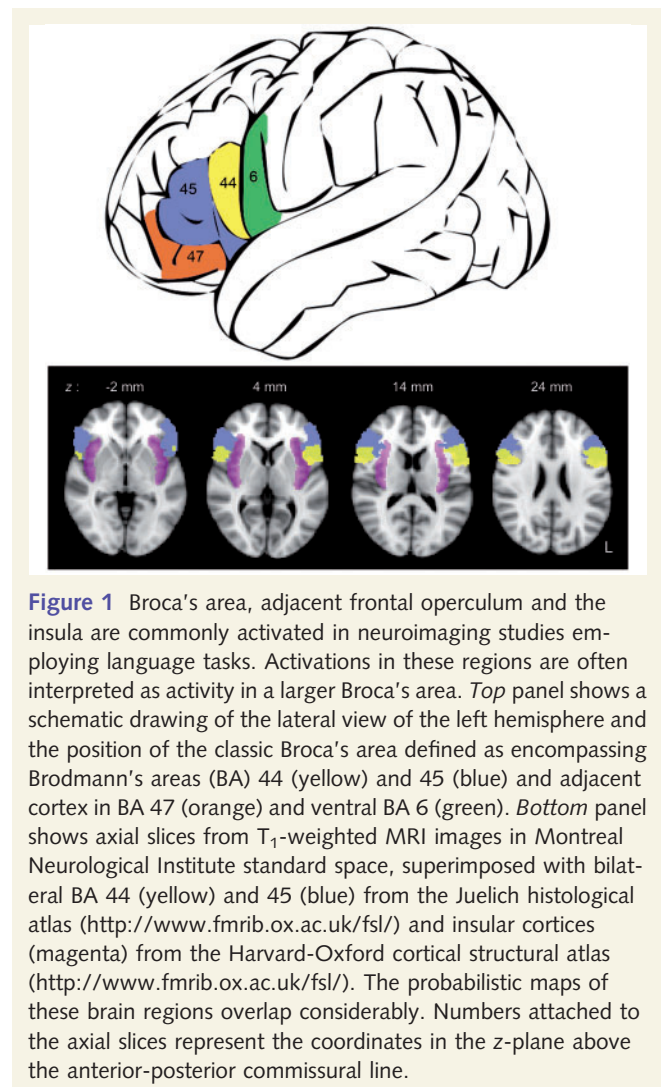 45
44
6
47
z : -2 mm 4 mm 14 mm 24 mm
L
Figure 1 Broca's area, adjacent frontal operculum and the
insula are commonly activated in neuroimaging studies em-
ploying language tasks. Activations in these regions are often
interpreted as activity in a larger Broca's area. Top panel shows a
schematic drawing of the lateral view of the left hemisphere and
the position of the classic Broca's area defined as encompassing
Brodmann's areas (BA) 44 (yellow) and 45 (blue) and adjacent
cortex in BA 47 (orange) and ventral BA 6 (green). Bottom panel
shows axial slices from T1-weighted MRI images in Montreal
Neurological Institute standard space, superimposed with bilat-
eral BA 44 (yellow) and 45 (blue) from the Juelich histological
atlas (http://www.fmrib.ox.ac.uk/fsl/) and insular cortices
(magenta) from the Harvard-Oxford cortical structural atlas
(http://www.fmrib.ox.ac.uk/fsl/). The probabilistic maps of
these brain regions overlap considerably. Numbers attached to
the axial slices represent the coordinates in the z-plane above
the anterior-posterior commissural line.